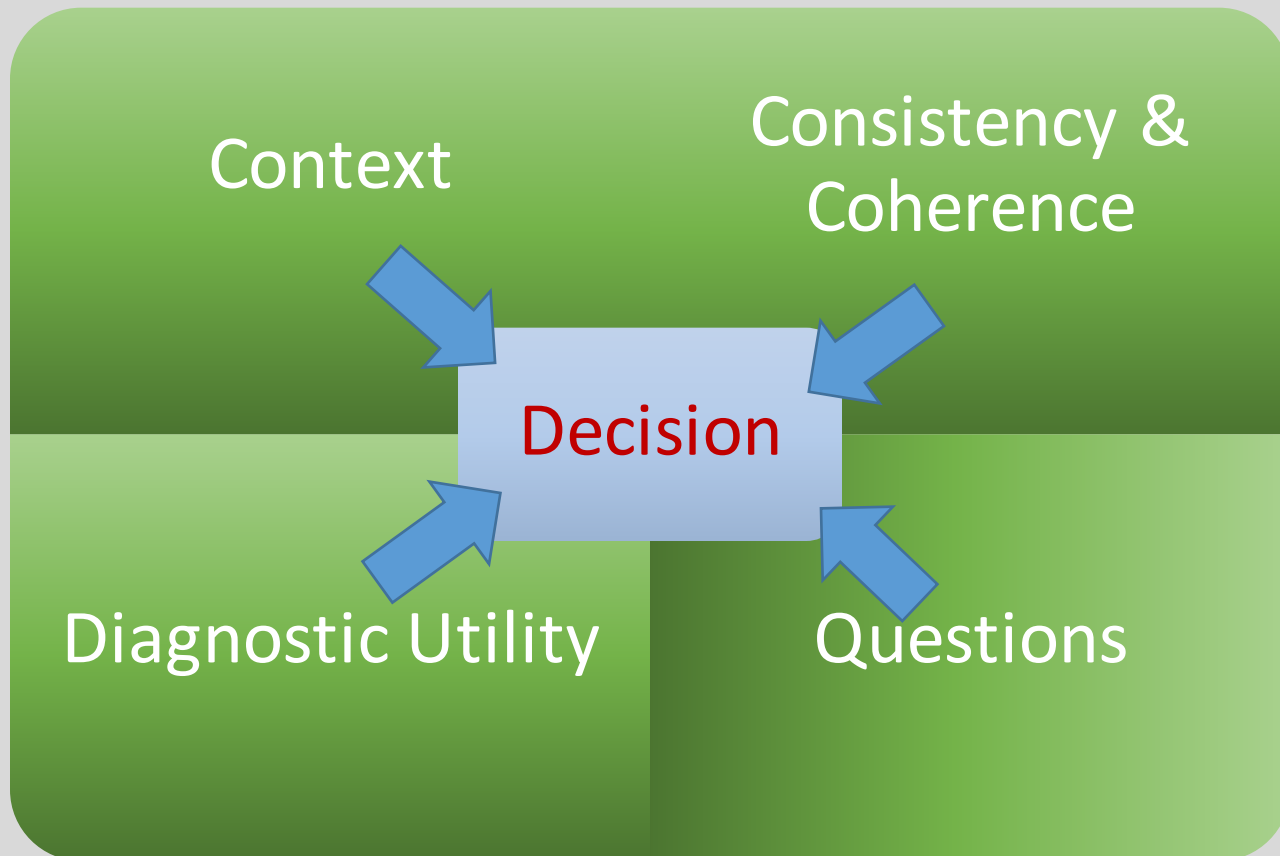 Context
Consistency &
Coherence
Decision
Diagnostic Utility
Questions